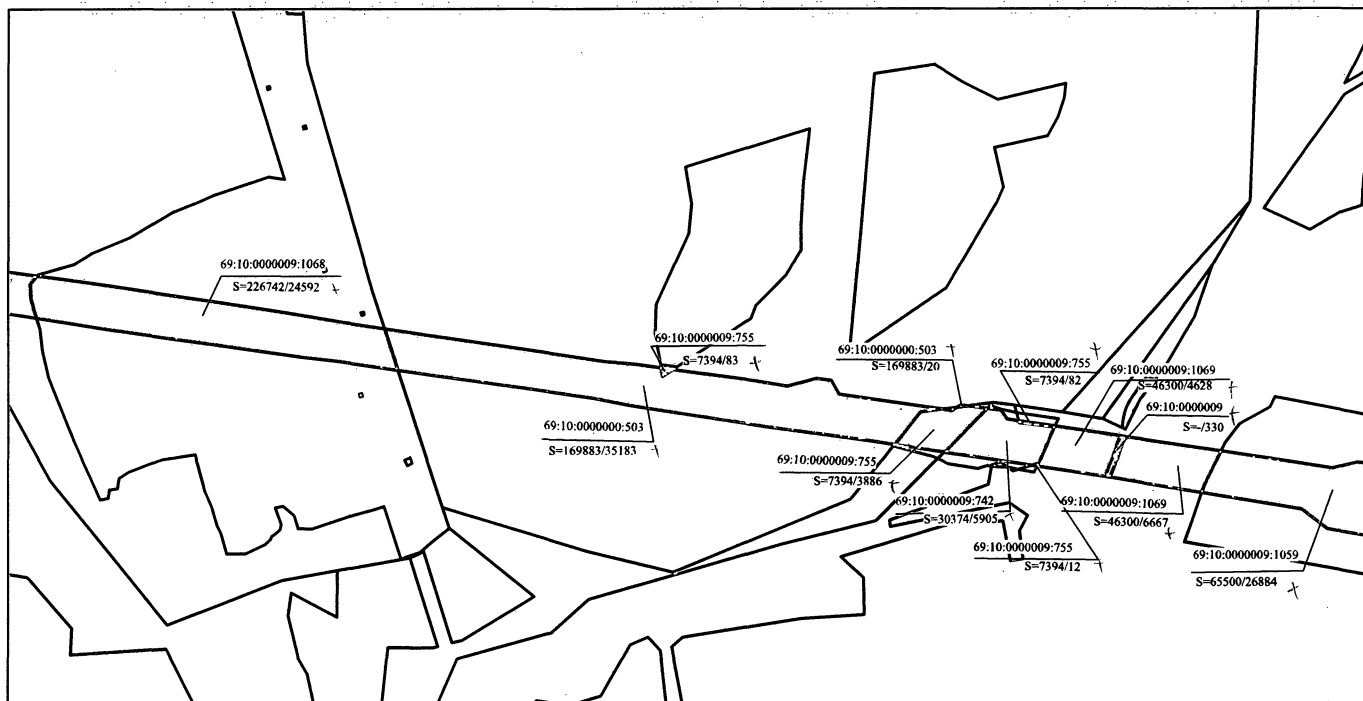 69:10:0000009:1068
S=226742/24592
69:10:0000009:755
S=7394/83
69:10:0000000:503
S=169883/20
69:10:0000009:755
S=7394/82
69:10:0000009:1069
S=46300/4628
69:10:0000009
S=-/330
69:10:0000000:503
S=169883/35183
69:10:0000009:755
S=7394/3886
69:10:0000009:742
S=30374/5905
69:10:0000009:1069
S=46300/6667
69:10:0000009:755
S=7394/12
69:10:0000009:1059
S=65500/26884